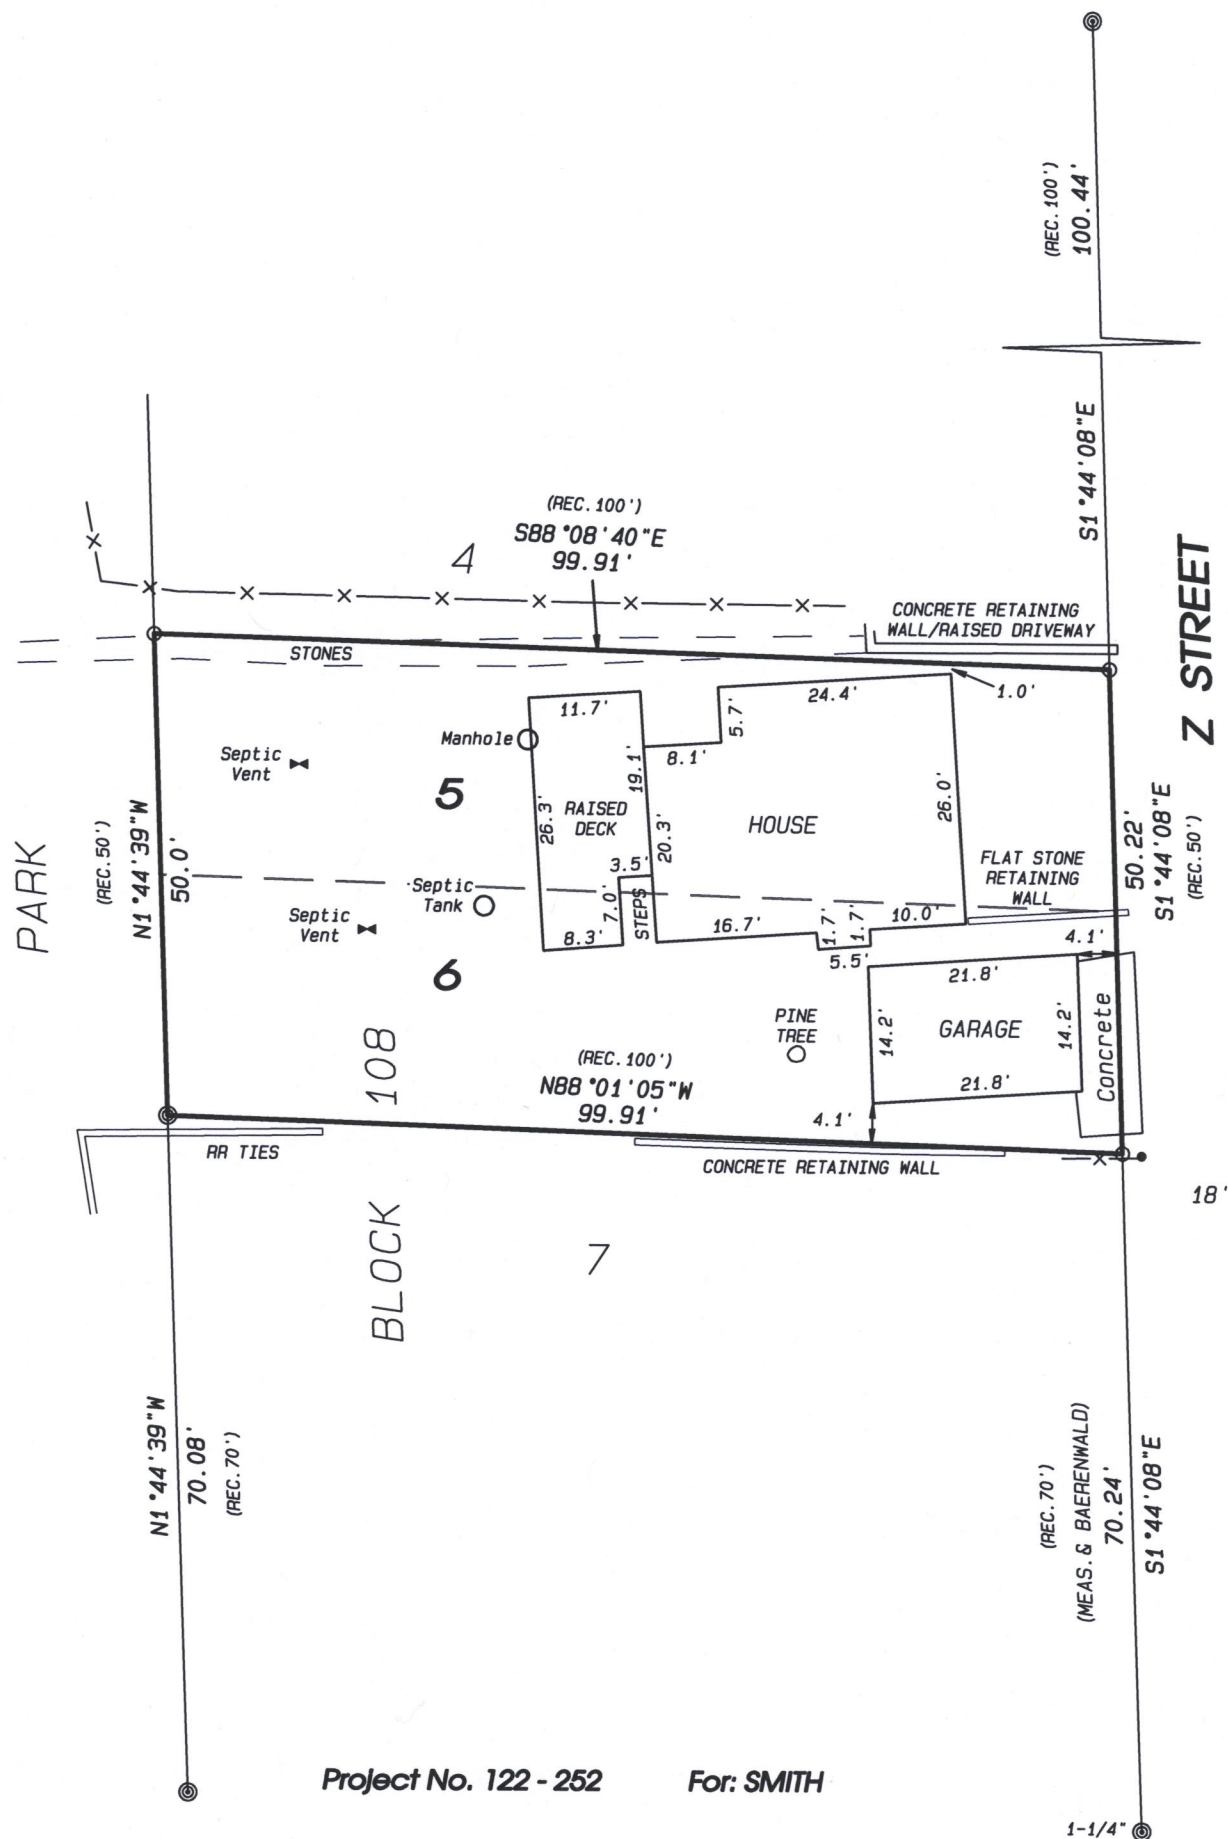 (REC. 100')
100.44'
S1°44'08"E
Z STREET
(REC. 100')
S88°08'40"E
99.91'
4
CONCRETE RETAINING
WALL/RAISED DRIVEWAY
STONES
1.0'
24.4'
5.7'
8.1'
11.7'
19.1'
Manhole
Septic
Vent
5
26.3'
RAISED
DECK
HOUSE
26.0'
20.3'
3.5'
FLAT STONE
RETAINING
WALL
50.22'
S1°44'08"E
(REC. 50')
PARK
(REC. 50')
N1°44'39"W
50.0'
Septic
Tank
Septic
Vent
7.0'
STEPS
8.3'
16.7'
1.7'
1.7'
10.0'
5.5'
4.1'
6
21.8'
PINE
TREE
14.2'
GARAGE
14.2'
Concrete
21.8'
108
(REC. 100')
N88°01'05"W
99.91'
4.1'
RR TIES
CONCRETE RETAINING WALL
18'
BLOCK
7
N1°44'39"W
70.08'
(REC. 70')
(REC. 70')
(MEAS. & BAERENWALD)
70.24'
S1°44'08"E
Project No. 122 - 252 For: SMITH
1-1/4"